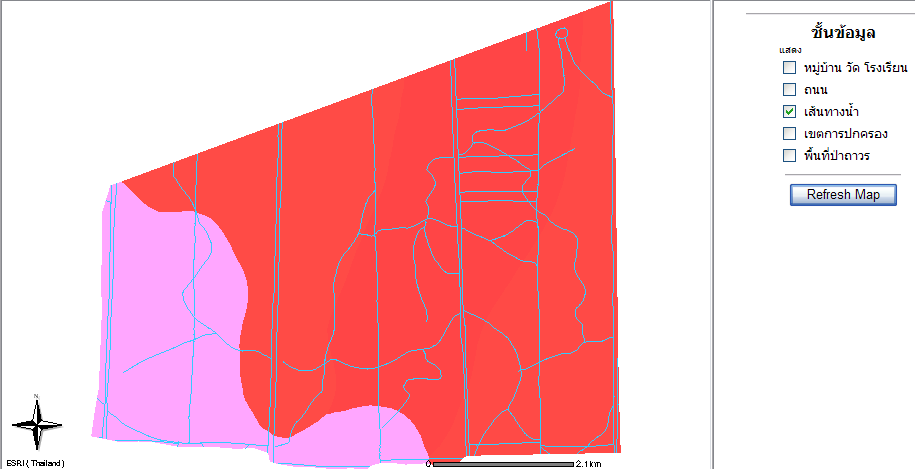 ชั้นข้อมูล
แสดง
หมู่บ้าน วัด โรงเรียน
ถนน
เส้นทางน้ำ
เขตการปกครอง
พื้นที่ป่าถาวร
Refresh Map
N
ESRI ( Thailand )
0 2.1km